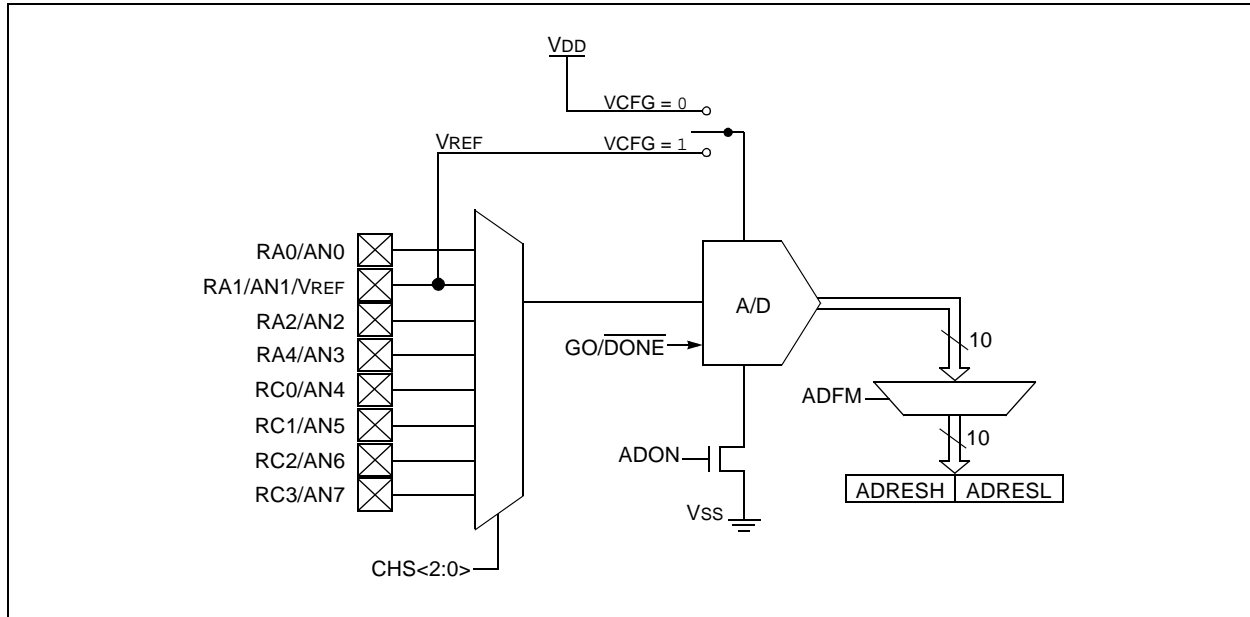 VDD
VCFG = 0
VREF
VCFG = 1
RA0/AN0
RA1/AN1/VREF
RA2/AN2
RA4/AN3
RC0/AN4
RC1/AN5
RC2/AN6
RC3/AN7
CHS<2:0>
A/D
GO/DONE
10
ADFM
10
ADON
ADRESH ADRESL
VSS